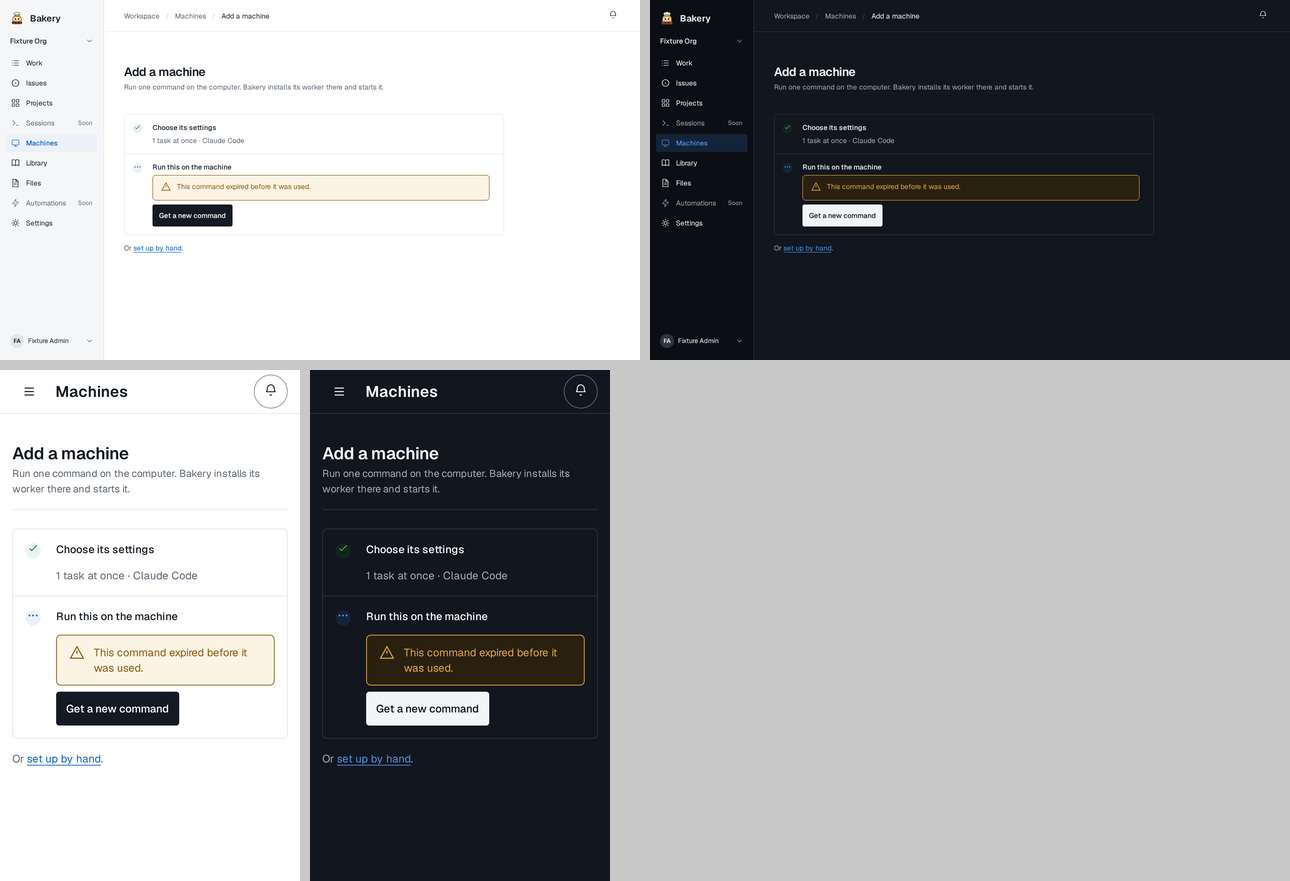 Bakery
Fixture Org
Work
Issues
Projects
Sessions Soon
Machines
Library
Files
Automations Soon
Settings
FA Fixture Admin
Workspace / Machines / Add a machine
Add a machine
Run one command on the computer. Bakery installs its worker there and starts it.
Choose its settings
1 task at once · Claude Code
Run this on the machine
This command expired before it was used.
Get a new command
Or set up by hand.
Bakery
Fixture Org
Work
Issues
Projects
Sessions Soon
Machines
Library
Files
Automations Soon
Settings
FA Fixture Admin
Workspace / Machines / Add a machine
Add a machine
Run one command on the computer. Bakery installs its worker there and starts it.
Choose its settings
1 task at once · Claude Code
Run this on the machine
This command expired before it was used.
Get a new command
Or set up by hand.
Machines
Add a machine
Run one command on the computer. Bakery installs its
worker there and starts it.
Choose its settings
1 task at once · Claude Code
Run this on the machine
This command expired before it
was used.
Get a new command
Or set up by hand.
Machines
Add a machine
Run one command on the computer. Bakery installs its
worker there and starts it.
Choose its settings
1 task at once · Claude Code
Run this on the machine
This command expired before it
was used.
Get a new command
Or set up by hand.